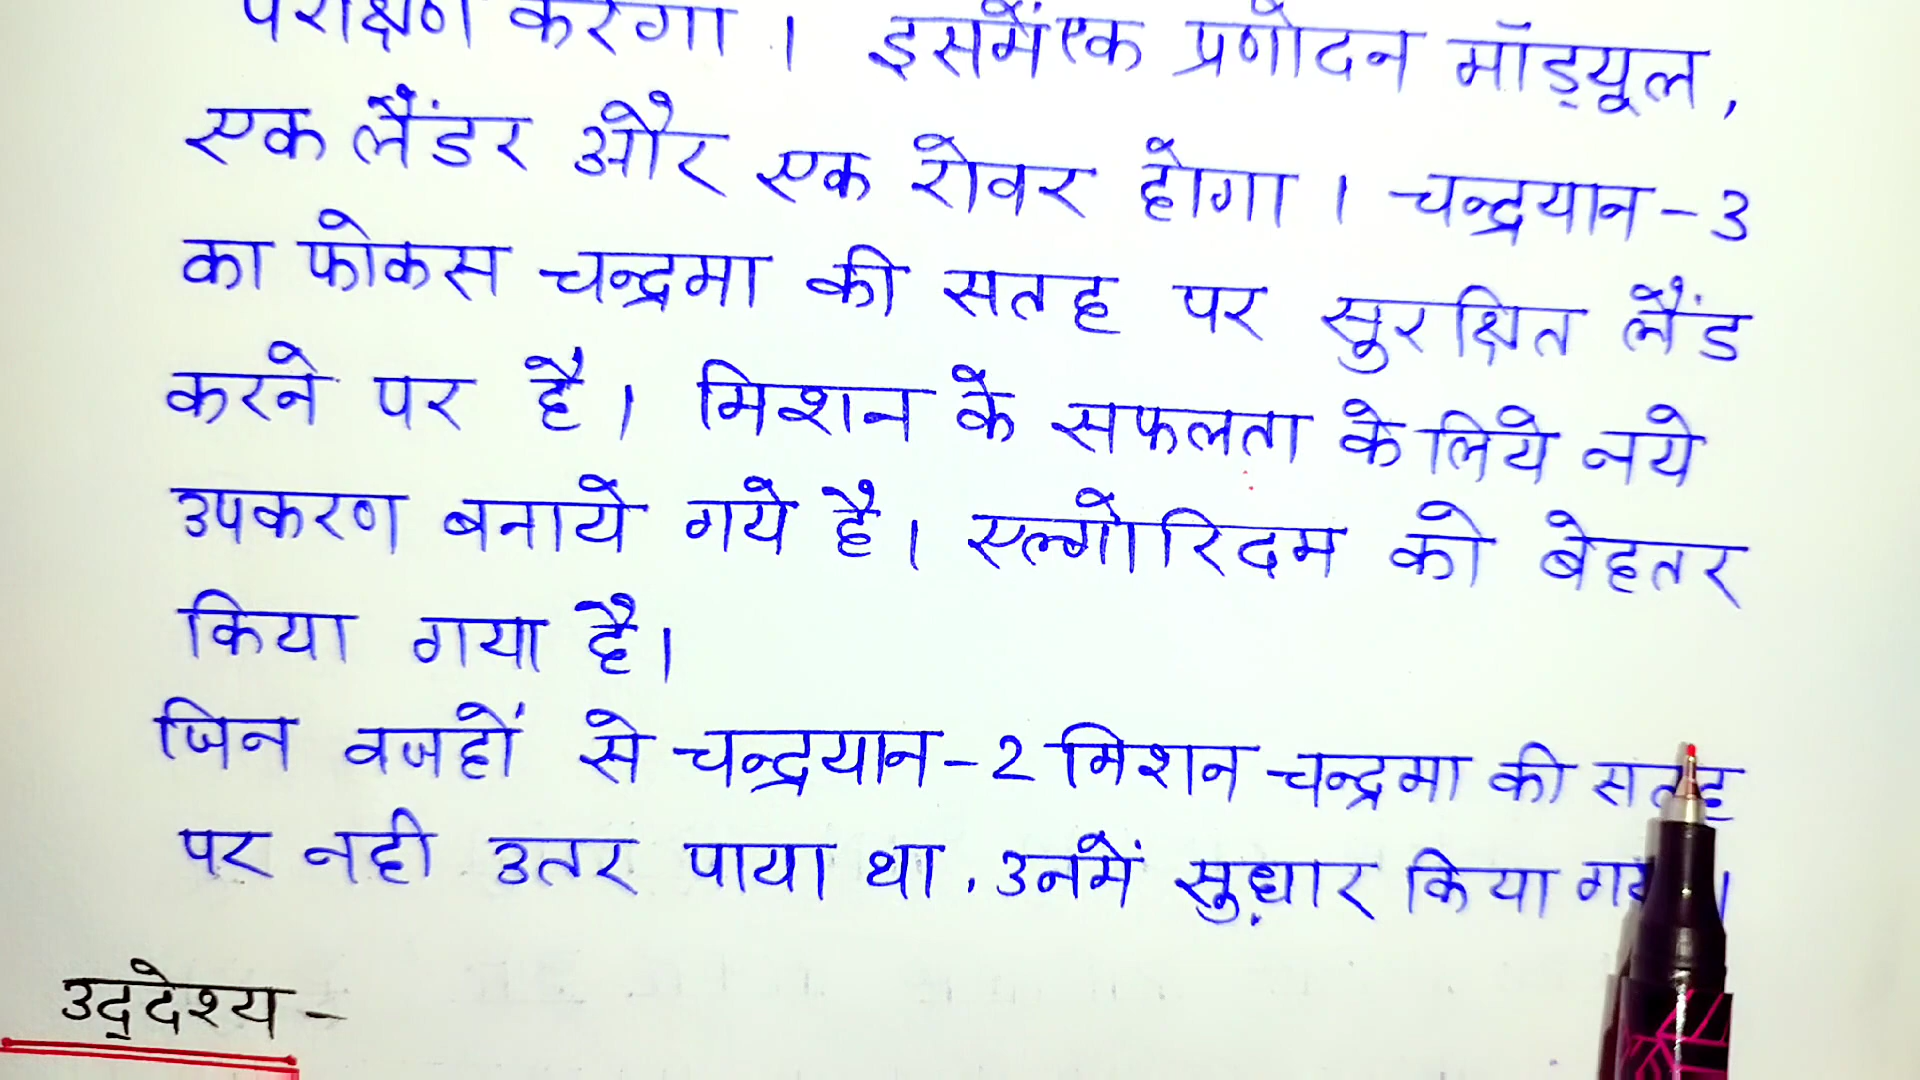 परीक्षण करेगा । इसमें एक प्रणोदन मॉड्यूल,
एक लैंडर और एक रोवर होगा । चन्द्रयान-3
का फोकस चन्द्रमा की सतह पर सुरक्षित लैंड
करने पर है । मिशन के सफलता के लिये नये
उपकरण बनाये गये है । एल्गोरिदम को बेहतर
किया गया है ।
जिन वजहों से चन्द्रयान-2 मिशन चन्द्रमा की सतह
पर नही उतर पाया था . उनमें सुधार किया ।
उद्देश्य -